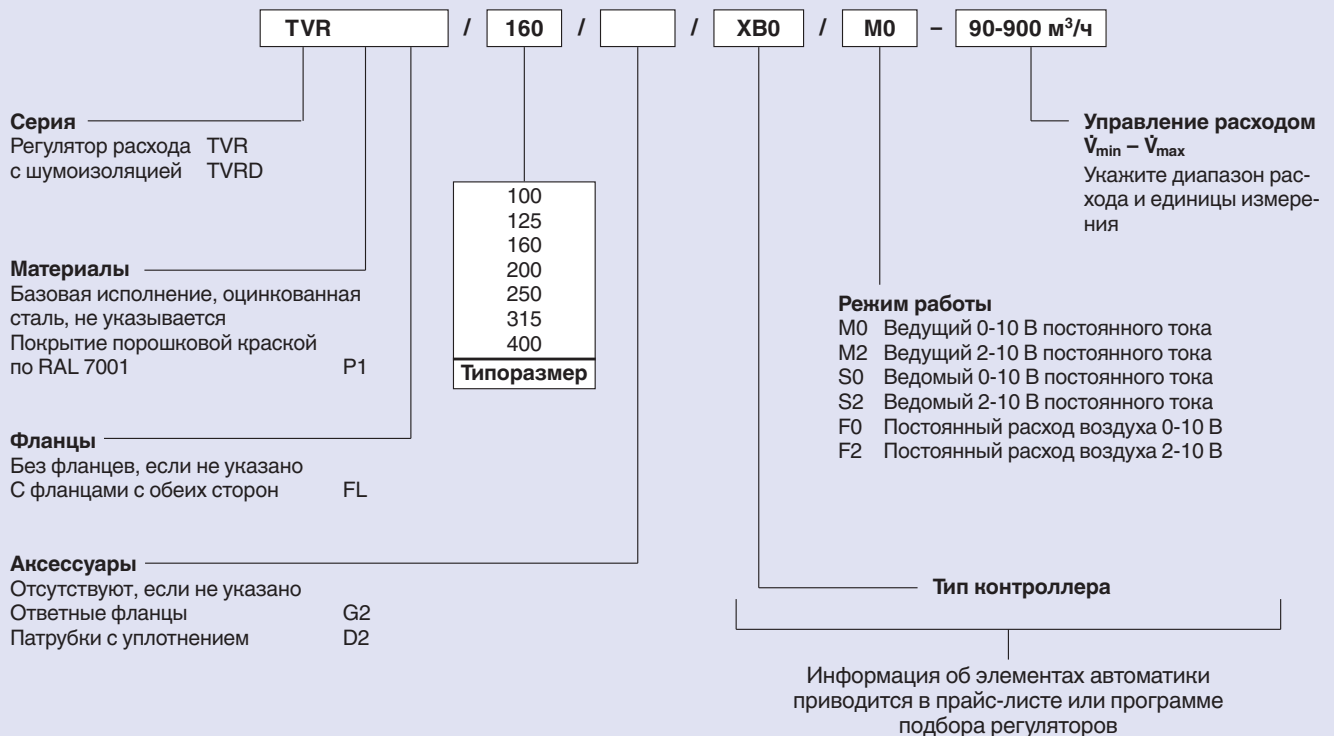 TVR / 160 / / XB0 / M0 – 90-900 м³/ч
Серия
Регулятор расхода TVR
с шумоизоляцией TVRD
Материалы
Базовая исполнение, оцинкованная
сталь, не указывается
Покрытие порошковой краской
по RAL 7001 P1
Фланцы
Без фланцев, если не указано
С фланцами с обеих сторон FL
Аксессуары
Отсутствуют, если не указано
Ответные фланцы G2
Патрубки с уплотнением D2
100
125
160
200
250
315
400
Типоразмер
Управление расходом
V̇min – V̇max
Укажите диапазон рас-
хода и единицы измере-
ния
Режим работы
M0 Ведущий 0-10 В постоянного тока
M2 Ведущий 2-10 В постоянного тока
S0 Ведомый 0-10 В постоянного тока
S2 Ведомый 2-10 В постоянного тока
F0 Постоянный расход воздуха 0-10 В
F2 Постоянный расход воздуха 2-10 В
Тип контроллера
Информация об элементах автоматики
приводится в прайс-листе или программе
подбора регуляторов